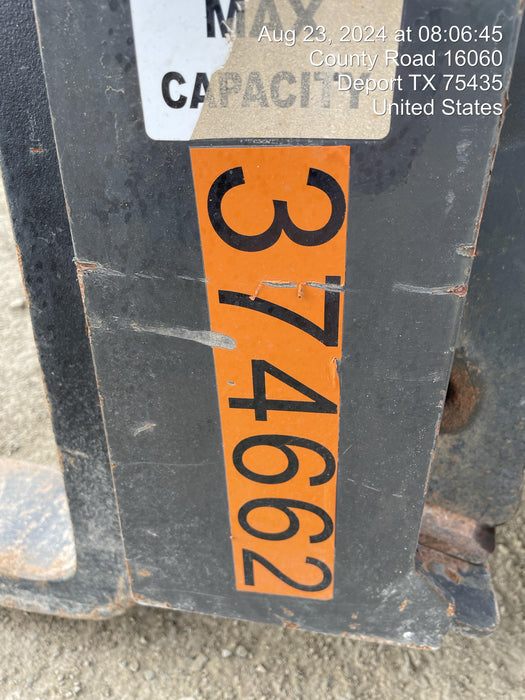 MAX
CAPACITY
Aug 23, 2024 at 08:06:45
County Road 16060
Deport TX 75435
United States
374662